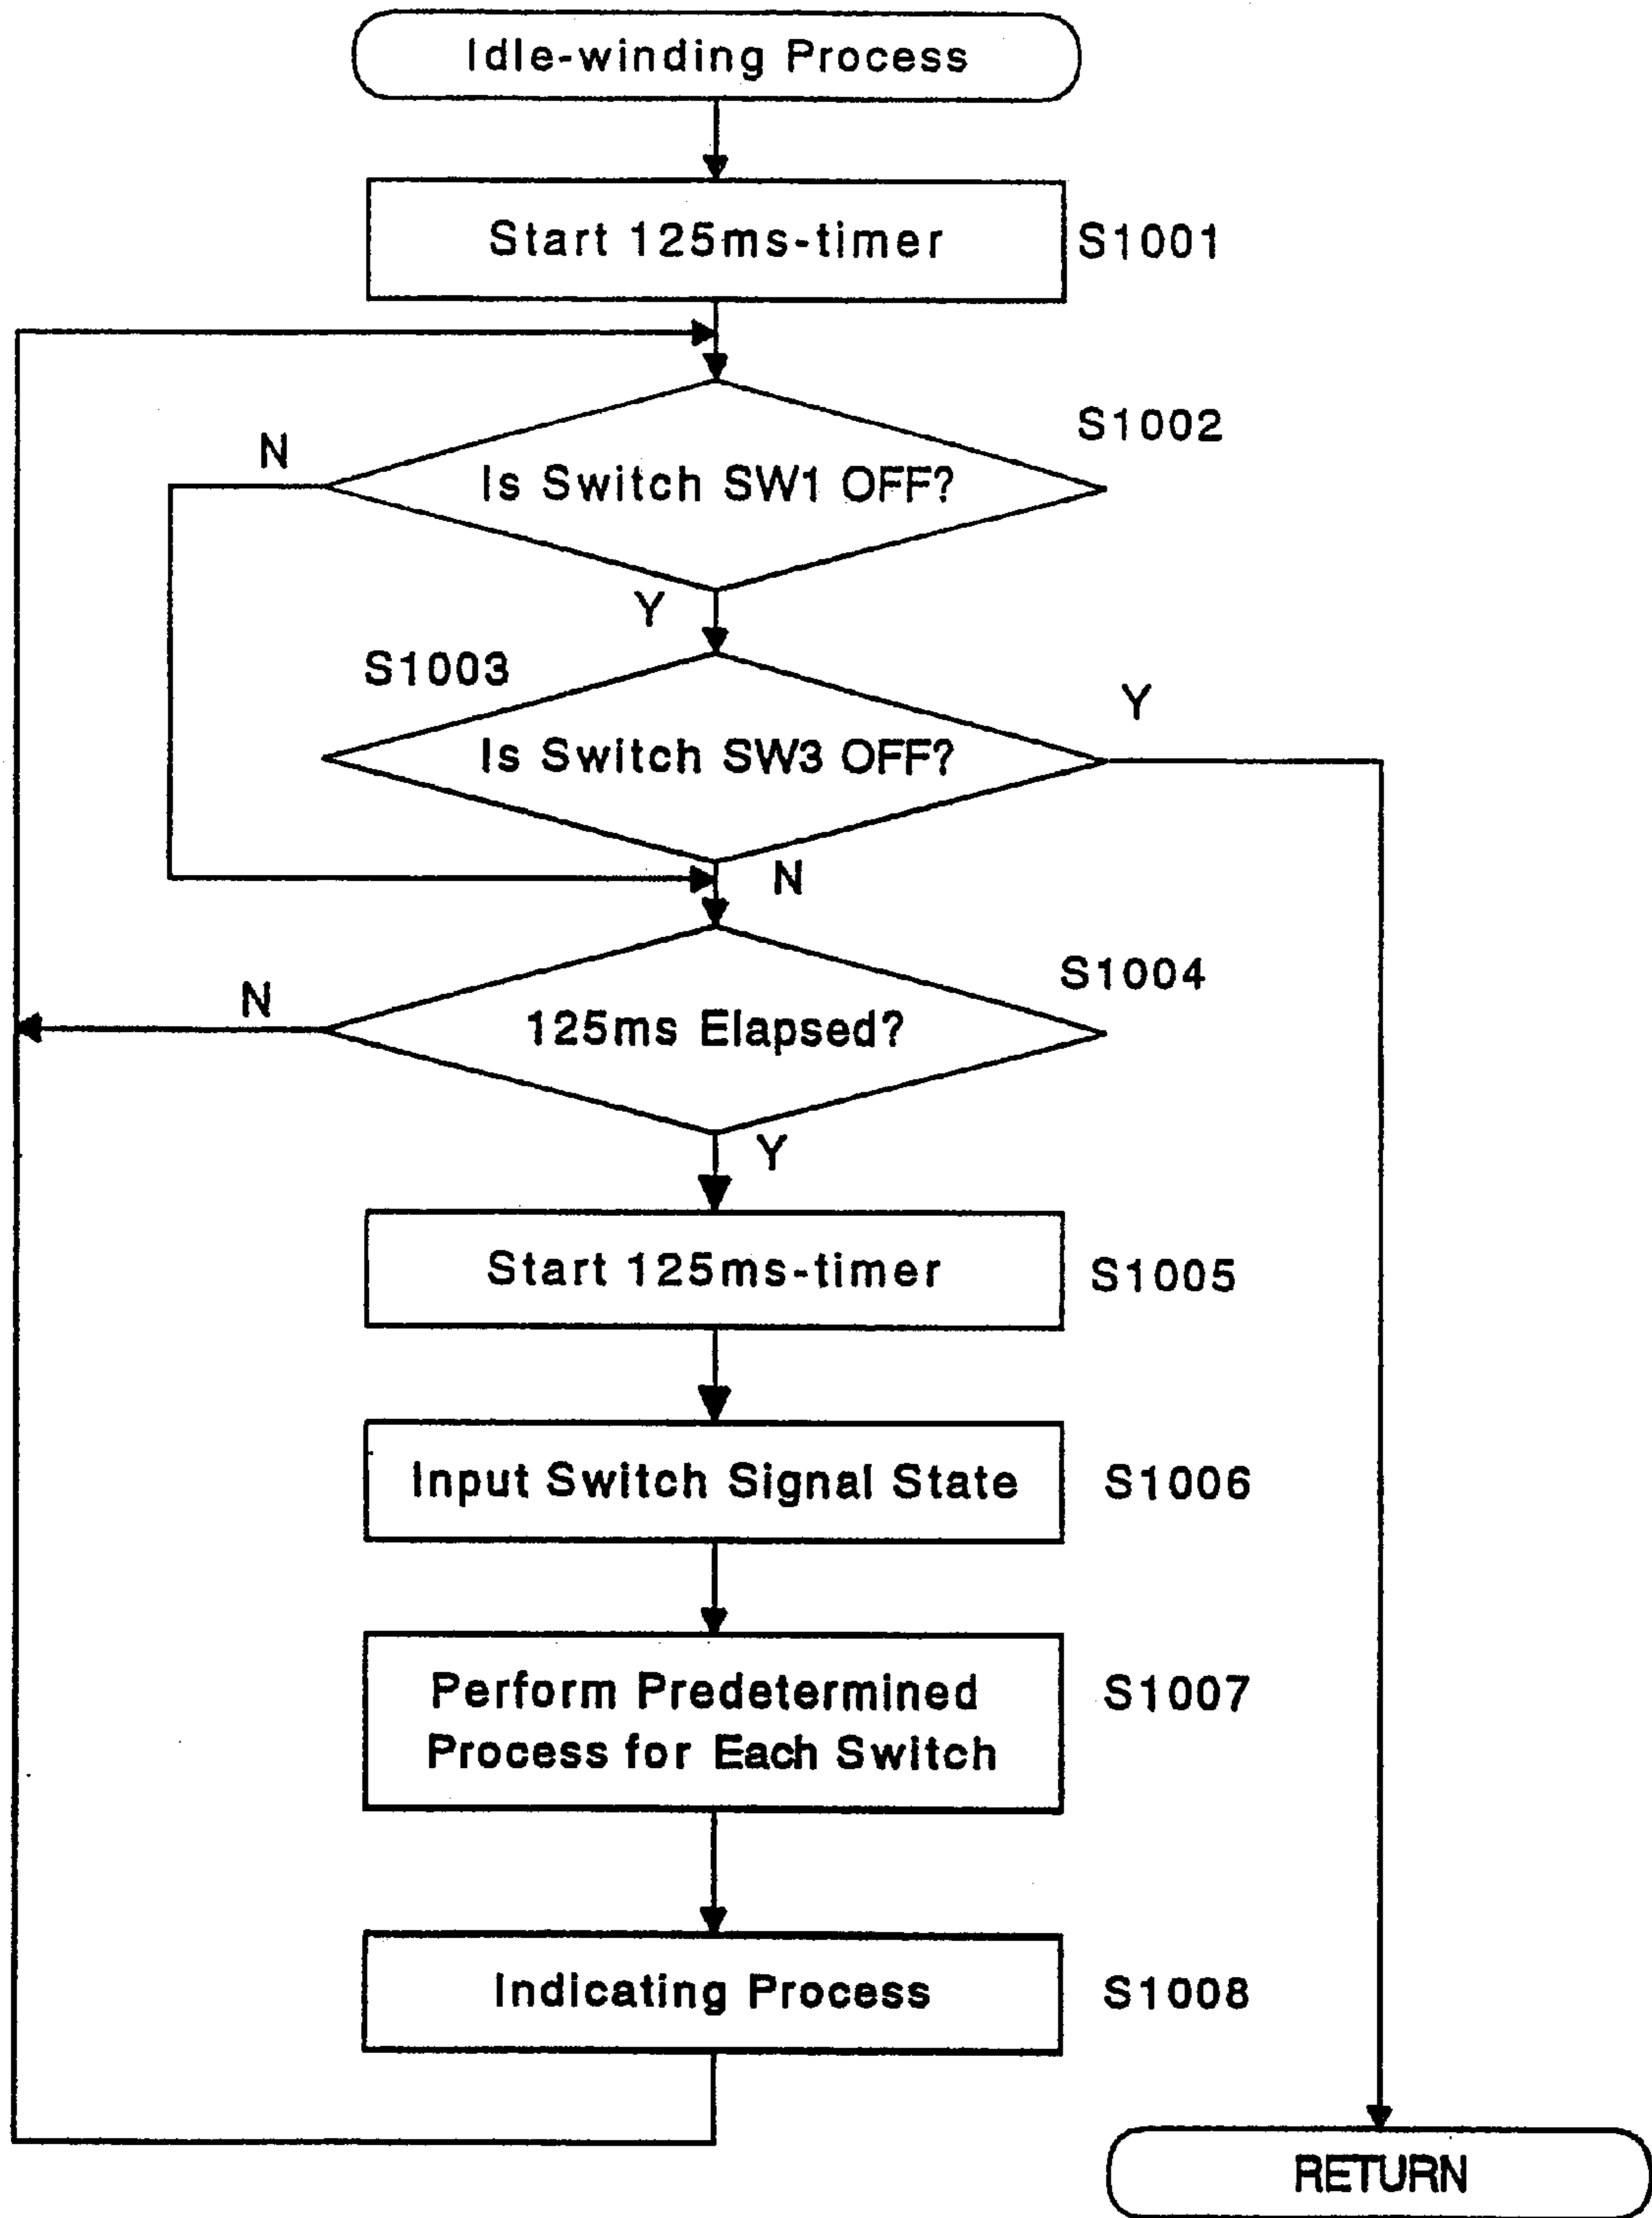 Idle-winding Process
Start 125ms-timer
S1001
S1002
N
Is Switch SW1 OFF?
Y
S1003
Y
Is Switch SW3 OFF?
N
S1004
N
125ms Elapsed?
Y
Start 125ms-timer
S1005
Input Switch Signal State
S1006
Perform Predetermined
Process for Each Switch
S1007
Indicating Process
S1008
RETURN